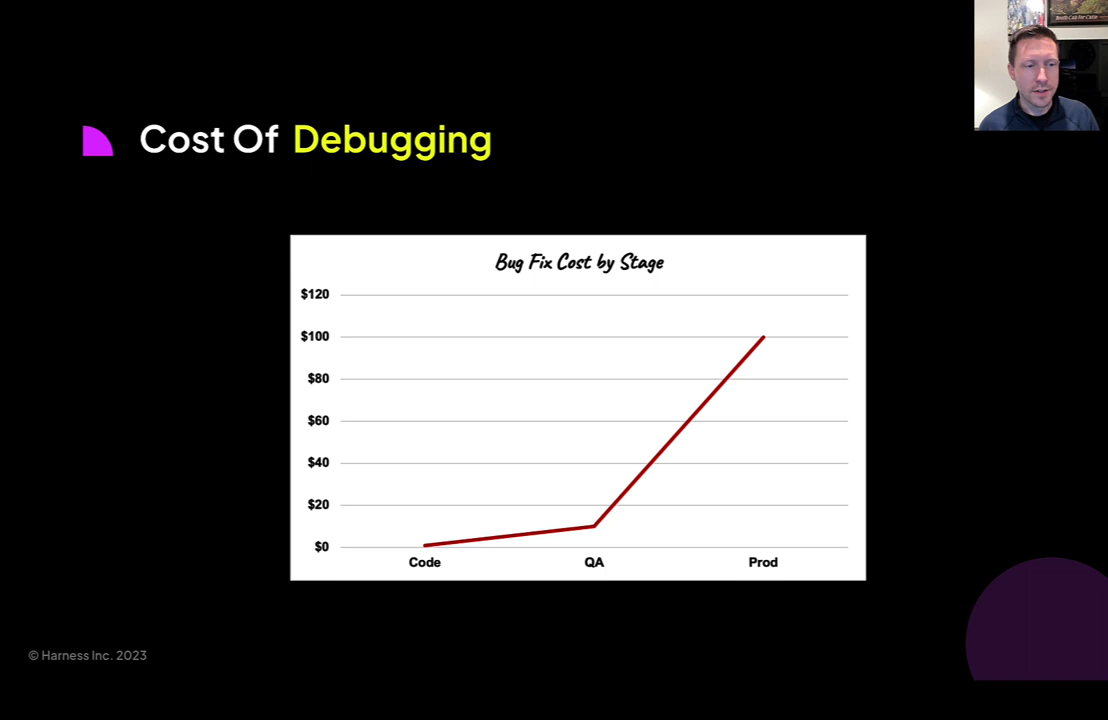 Cost Of Debugging
Bug Fix Cost by Stage
$120
$100
$80
$60
$40
$20
$0
Code QA Prod
© Harness Inc. 2023